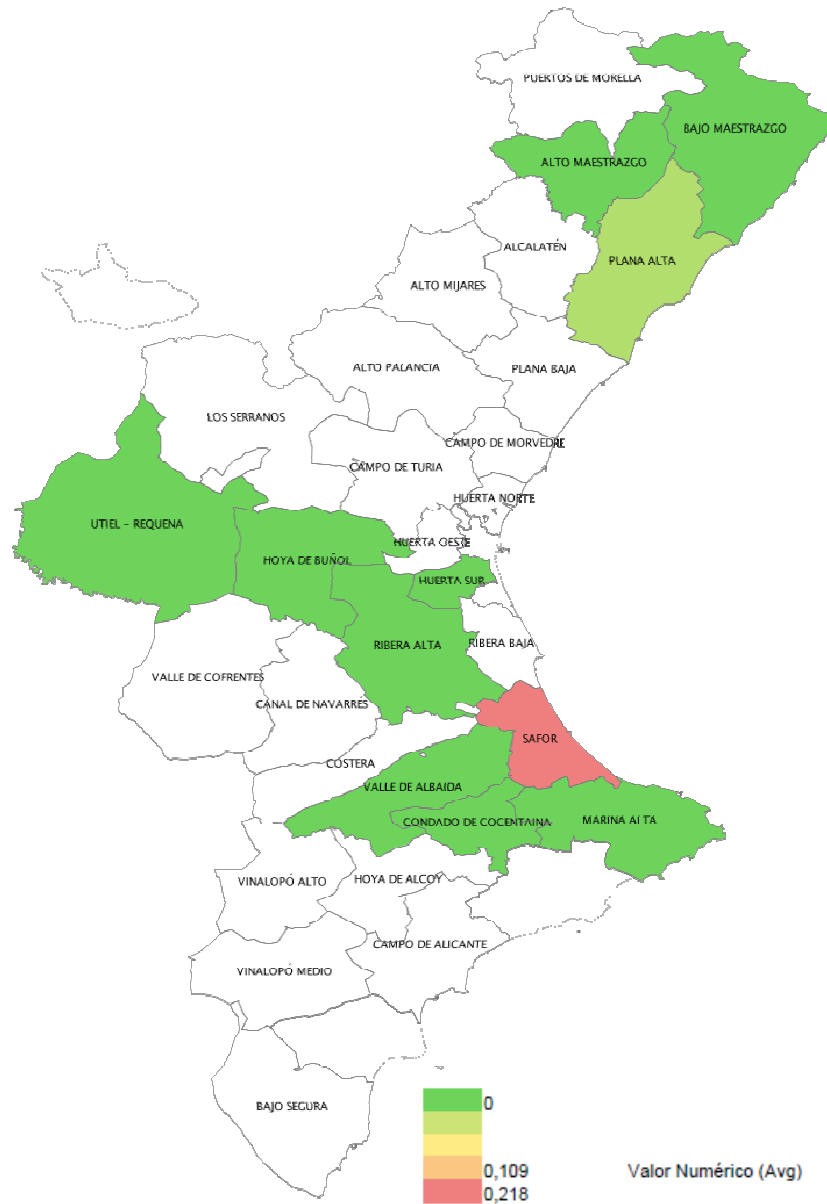 PUERTOS DE MORELLA
BAJO MAESTRAZGO
ALTO MAESTRAZGO
ALCALATÉN
PLANA ALTA
ALTO MIJARES
ALTO PALANCIA
PLANA BAJA
LOS SERRANOS
CAMPO DE MORVEDRE
CAMPO DE TURIA
HUERTA NORTE
UTIEL - REQUENA
HUERTA OESTE
HOYA DE BUÑOL
HUERTA SUR
RIBERA ALTA
RIBERA BAJA
VALLE DE COFRENTES
CANAL DE NAVARRÉS
SAFOR
COSTERA
VALLE DE ALBAIDA
CONDADO DE COCENTAINA
MARINA ALTA
VINALOPÓ ALTO
HOYA DE ALCOY
CAMPO DE ALICANTE
VINALOPÓ MEDIO
BAJO SEGURA
0
0,109
Valor Numérico (Avg)
0,218